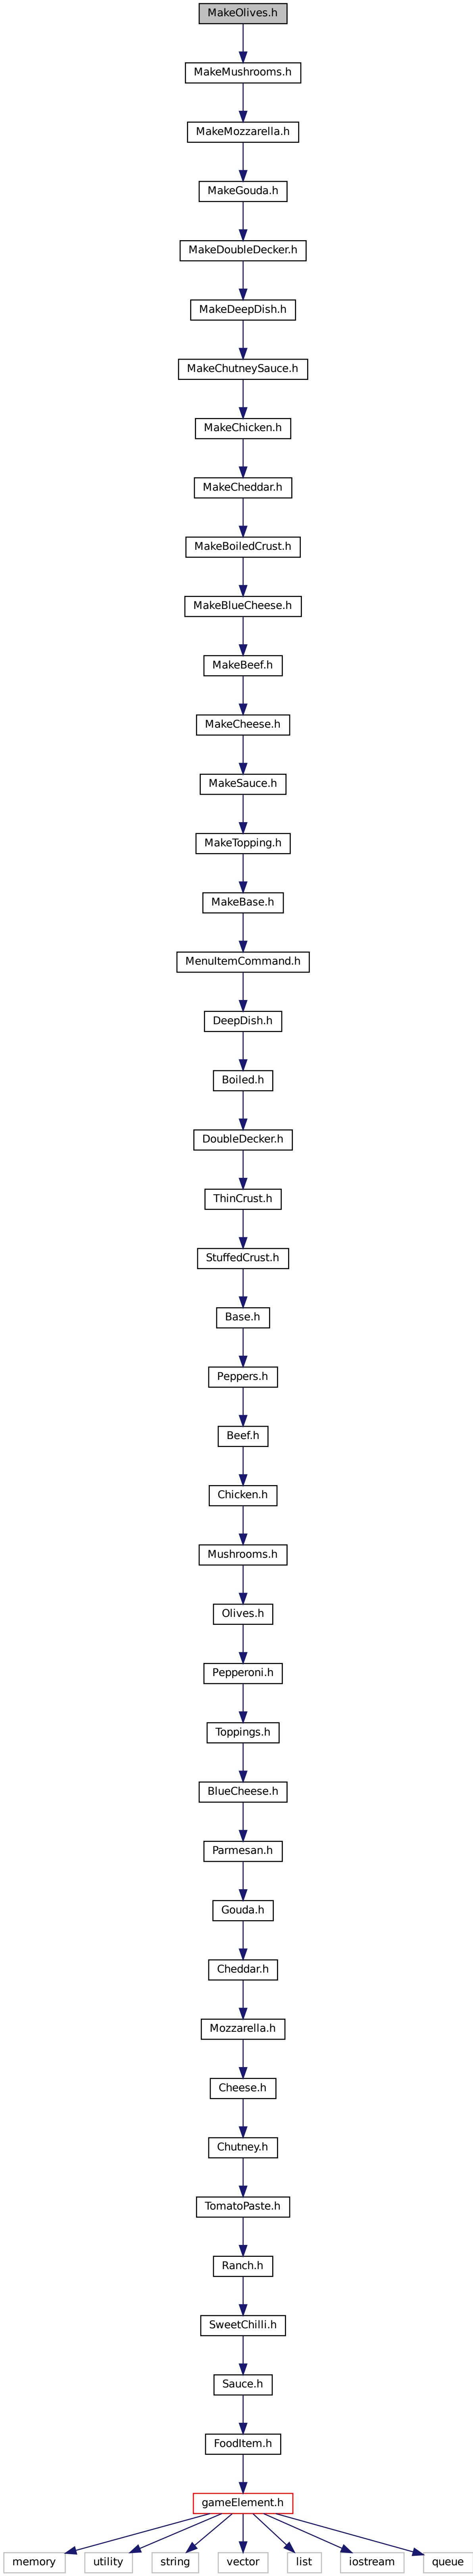 MakeOlives.h
MakeMushrooms.h
MakeMozzarella.h
MakeGouda.h
MakeDoubleDecker.h
MakeDeepDish.h
MakeChutneySauce.h
MakeChicken.h
MakeCheddar.h
MakeBoiledCrust.h
MakeBlueCheese.h
MakeBeef.h
MakeCheese.h
MakeSauce.h
MakeTopping.h
MakeBase.h
MenuItemCommand.h
DeepDish.h
Boiled.h
DoubleDecker.h
ThinCrust.h
StuffedCrust.h
Base.h
Peppers.h
Beef.h
Chicken.h
Mushrooms.h
Olives.h
Pepperoni.h
Toppings.h
BlueCheese.h
Parmesan.h
Gouda.h
Cheddar.h
Mozzarella.h
Cheese.h
Chutney.h
TomatoPaste.h
Ranch.h
SweetChilli.h
Sauce.h
FoodItem.h
gameElement.h
memory utility string vector list iostream queue